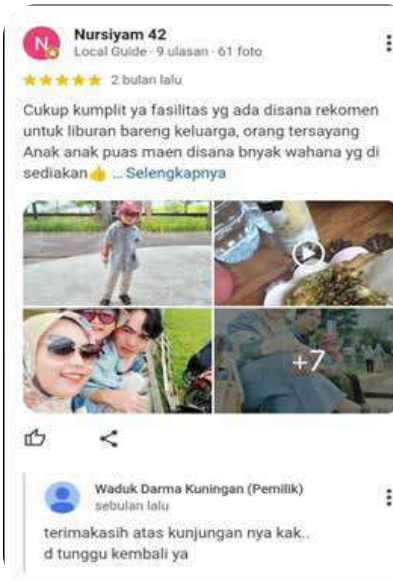 Nursiyam 42
Local Guide · 9 ulasan · 61 foto
2 bulan lalu
Cukup kumplit ya fasilitas yg ada disana rekomen
untuk liburan bareng keluarga, orang tersayang
Anak anak puas maen disana bnyak wahana yg di
sediakan👍 ... Selengkapnya
+7
Waduk Darma Kuningan (Pemilik)
sebulan lalu
terimakasih atas kunjungan nya kak..
d tunggu kembali ya